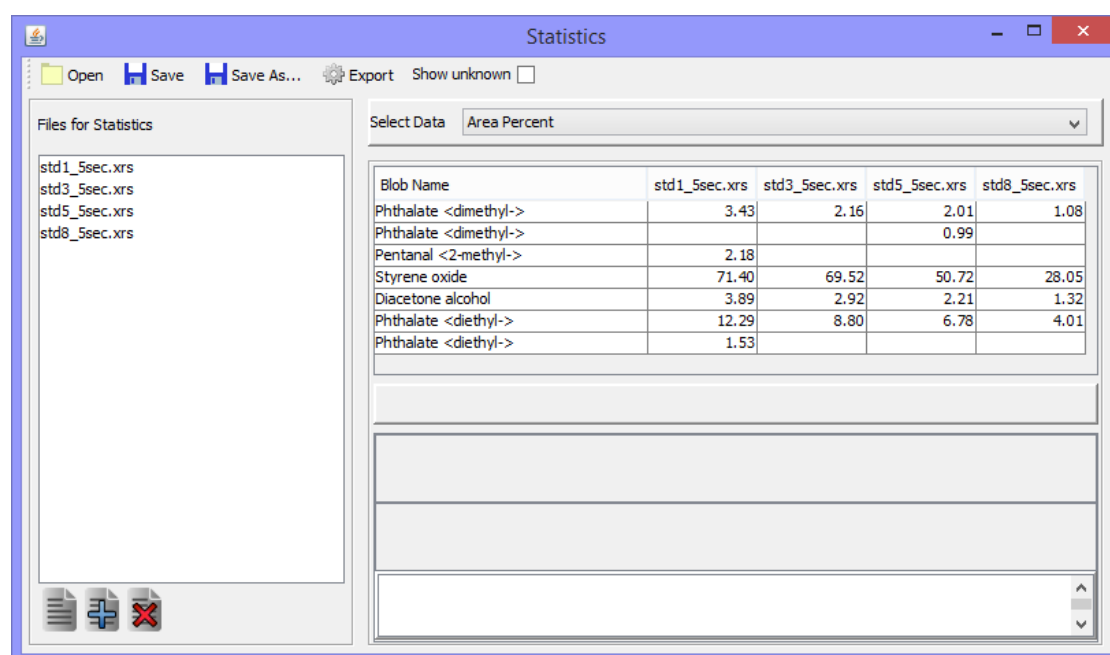 Statistics
Open Save Save As... Export Show unknown
Files for Statistics
std1_5sec.xrs
std3_5sec.xrs
std5_5sec.xrs
std8_5sec.xrs
Select Data Area Percent
Blob Name std1_5sec.xrs std3_5sec.xrs std5_5sec.xrs std8_5sec.xrs
Phthalate <dimethyl-> 3.43 2.16 2.01 1.08
Phthalate <dimethyl-> 0.99
Pentanal <2-methyl-> 2.18
Styrene oxide 71.40 69.52 50.72 28.05
Diacetone alcohol 3.89 2.92 2.21 1.32
Phthalate <diethyl-> 12.29 8.80 6.78 4.01
Phthalate <diethyl-> 1.53